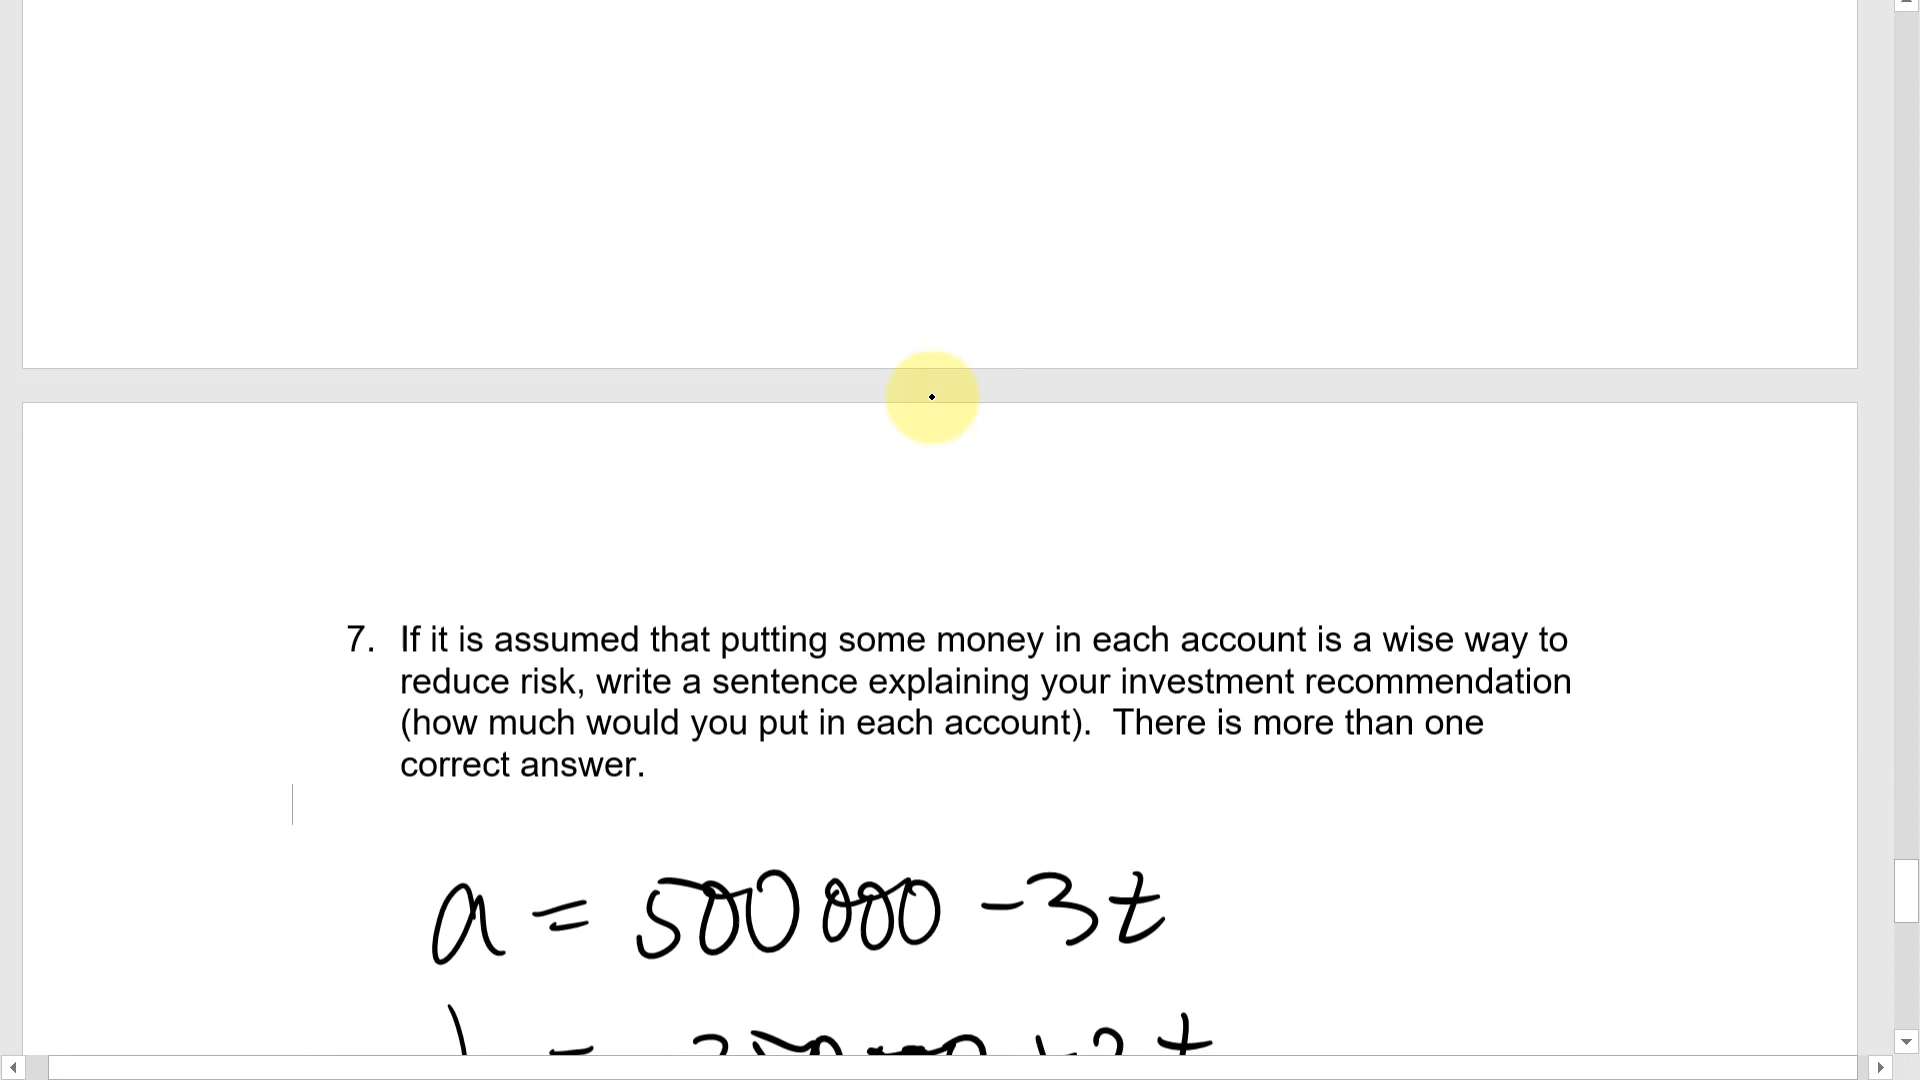 7. If it is assumed that putting some money in each account is a wise way to
reduce risk, write a sentence explaining your investment recommendation
(how much would you put in each account). There is more than one
correct answer.
a = 500000 -3t